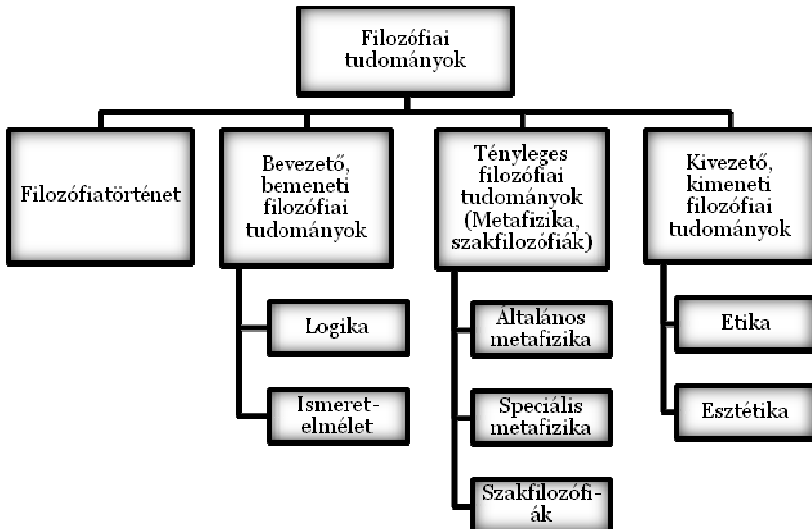 Filozófiai
tudományok
Filozófiatörténet
Bevezető,
bemeneti
filozófiai
tudományok
Logika
Ismeret-
elmélet
Tényleges
filozófiai
tudományok
(Metafizika,
szakfilozófiák)
Általános
metafizika
Speciális
metafizika
Szakfilozófi-
ák
Kivezető,
kimeneti
filozófiai
tudományok
Etika
Esztétika